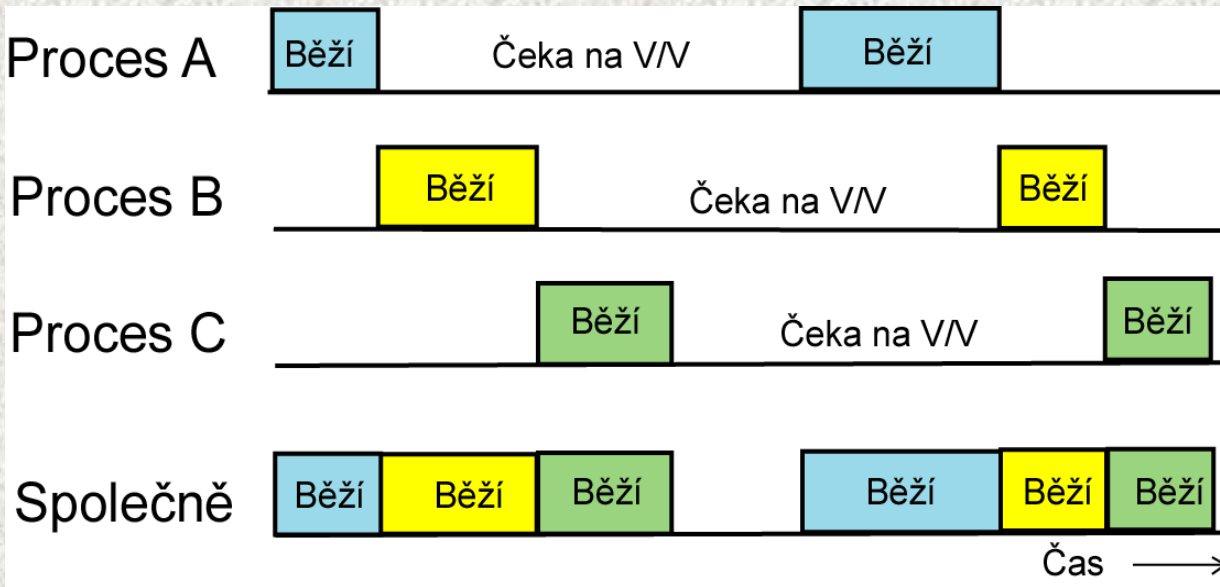 Proces A
Běží
Čeka na V/V
Běží
Proces B
Běží
Čeka na V/V
Běží
Proces C
Běží
Čeka na V/V
Běží
Společně
Běží
Běží
Běží
Běží
Běží
Běží
Čas